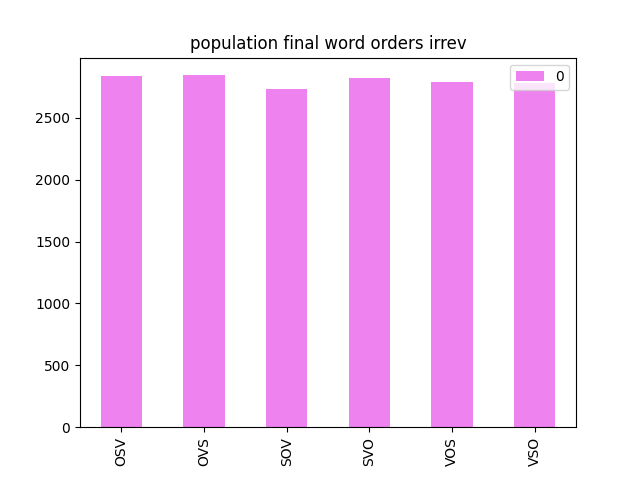 population final word orders irrev
0
2500
2000
1500
1000
500
0
OSV
OVS
SOV
SVO
VOS
VSO